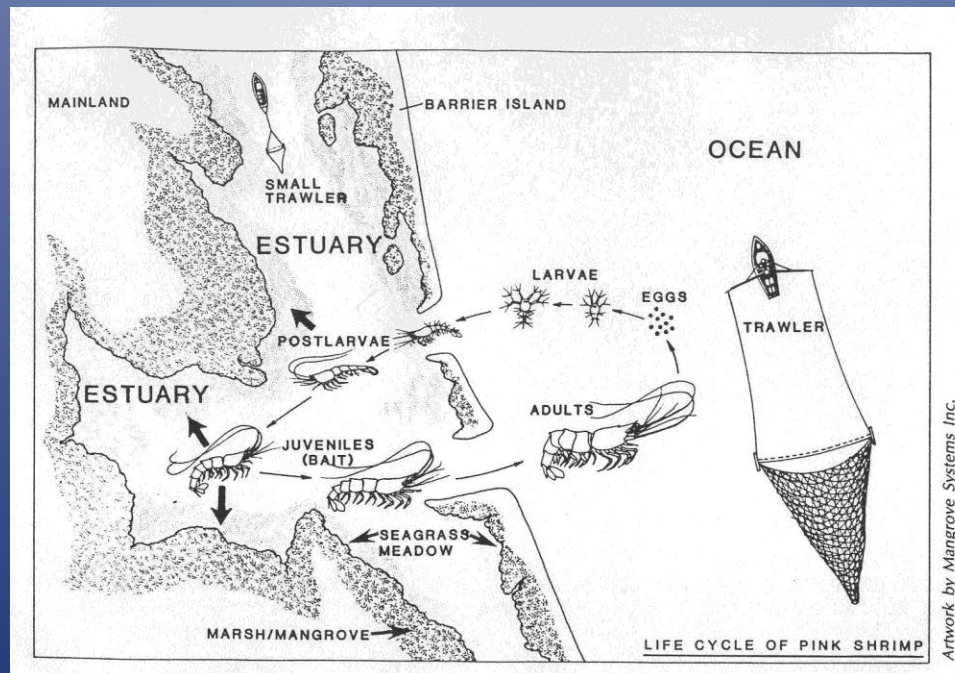 MAINLAND
BARRIER ISLAND
OCEAN
SMALL
TRAWLER
ESTUARY
LARVAE
EGGS
TRAWLER
POSTLARVAE
ESTUARY
ADULTS
JUVENILES
(BAIT)
SEAGRASS
MEADOW
MARSH/MANGROVE
LIFE CYCLE OF PINK SHRIMP
Artwork by Mangrove Systems Inc.